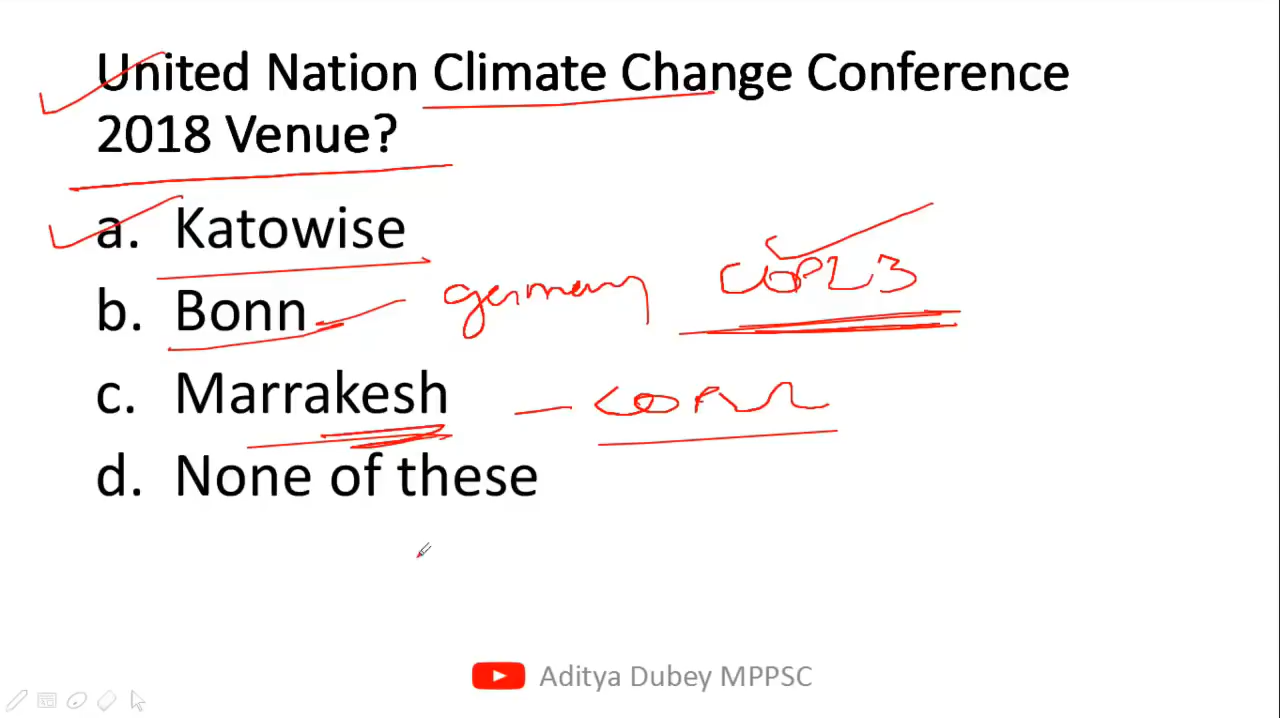 United Nation Climate Change Conference
2018 Venue?
a. Katowise
b. Bonn germany COP23
c. Marrakesh - COP22
d. None of these
Aditya Dubey MPPSC